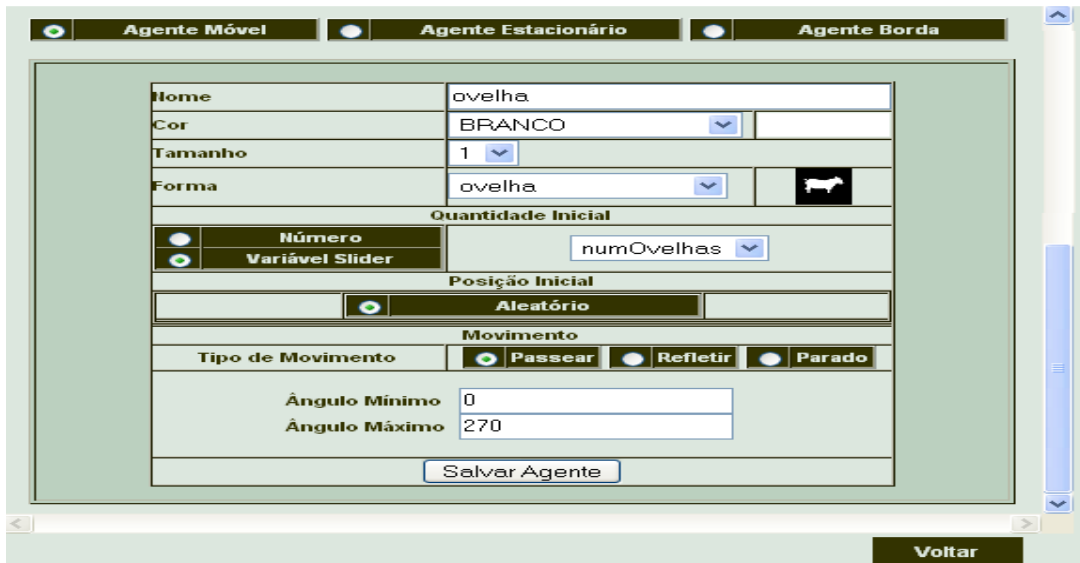 Agente Móvel Agente Estacionário Agente Borda
Nome ovelha
Cor BRANCO
Tamanho 1
Forma ovelha
Quantidade Inicial
Número
Variável Slider numOvelhas
Posição Inicial
Aleatório
Movimento
Tipo de Movimento Passear Refletir Parado
Ângulo Mínimo 0
Ângulo Máximo 270
Salvar Agente
Voltar